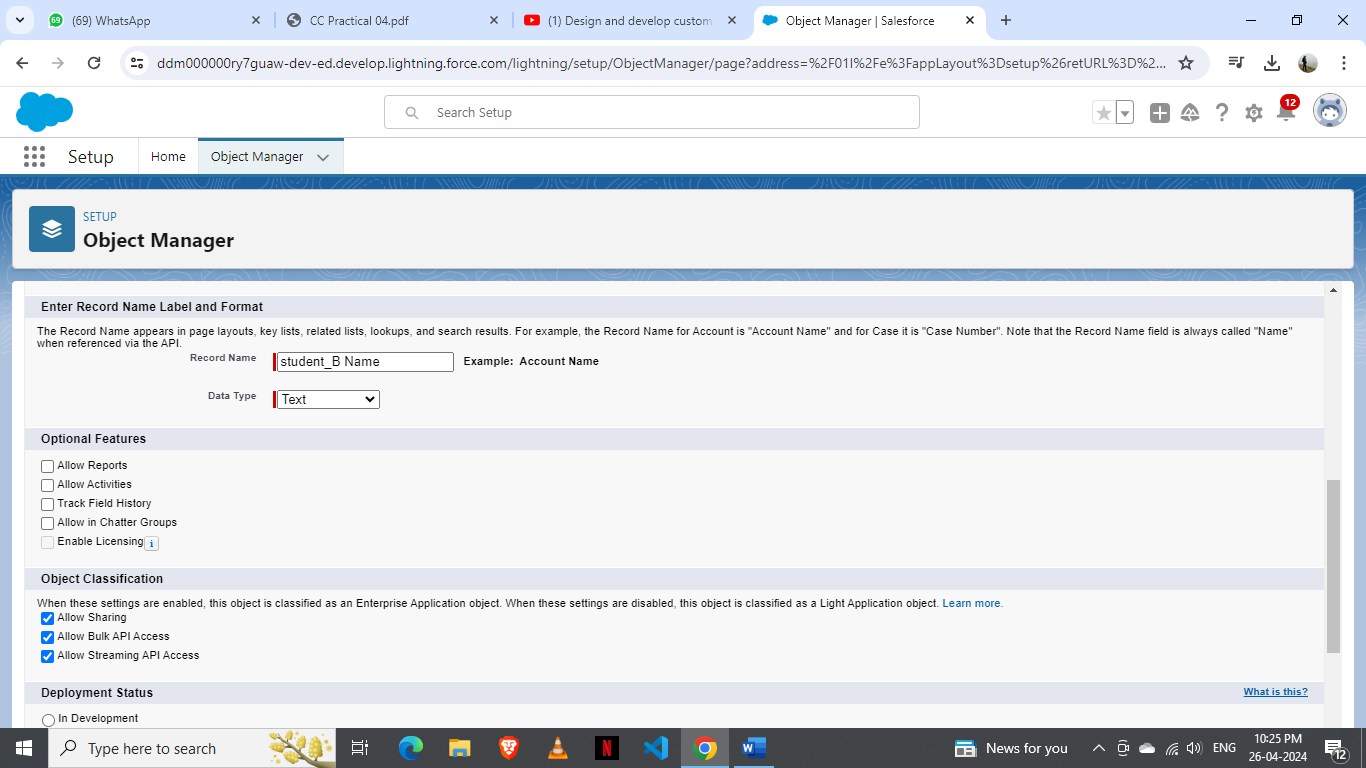 69 (69) WhatsApp
CC Practical 04.pdf
(1) Design and develop custom
Object Manager | Salesforce
ddm000000ry7guaw-dev-ed.develop.lightning.force.com/lightning/setup/ObjectManager/page?address=%2F01I%2Fe%3FappLayout%3Dsetup%26retURL%3D%2...
Search Setup
12
Setup
Home
Object Manager
SETUP
Object Manager
Enter Record Name Label and Format
The Record Name appears in page layouts, key lists, related lists, lookups, and search results. For example, the Record Name for Account is "Account Name" and for Case it is "Case Number". Note that the Record Name field is always called "Name"
when referenced via the API.
Record Name student_B Name Example: Account Name
Data Type Text
Optional Features
Allow Reports
Allow Activities
Track Field History
Allow in Chatter Groups
Enable Licensing i
Object Classification
When these settings are enabled, this object is classified as an Enterprise Application object. When these settings are disabled, this object is classified as a Light Application object. Learn more.
Allow Sharing
Allow Bulk API Access
Allow Streaming API Access
Deployment Status What is this?
In Development
Type here to search
N
W
News for you
ENG
10:25 PM
26-04-2024
12